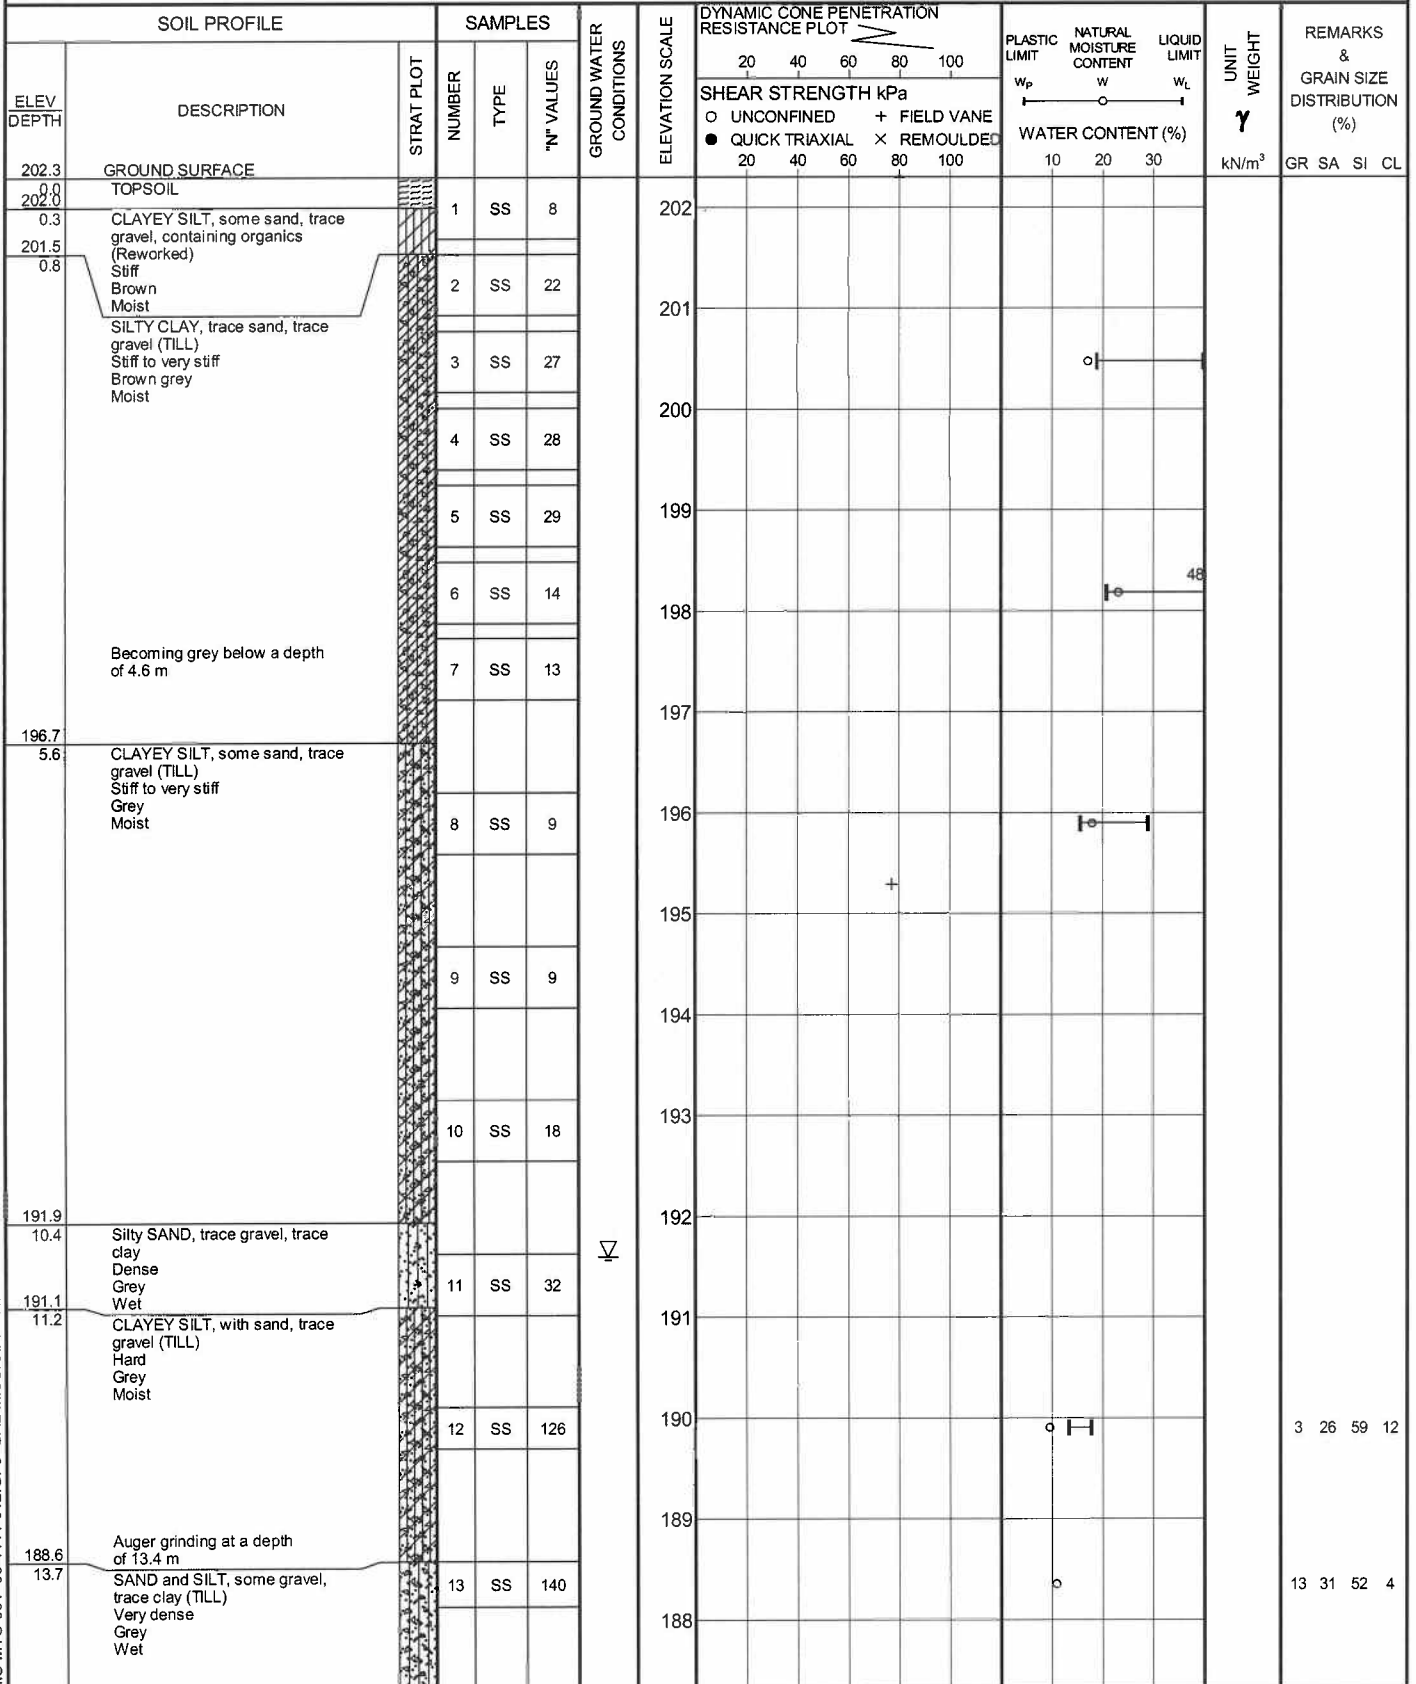 SOIL PROFILE
SAMPLES
GROUND WATER CONDITIONS
ELEVATION SCALE
DYNAMIC CONE PENETRATION
RESISTANCE PLOT
20 40 60 80 100
SHEAR STRENGTH kPa
O UNCONFINED + FIELD VANE
● QUICK TRIAXIAL × REMOULDED
20 40 60 80 100
PLASTIC LIMIT
NATURAL MOISTURE CONTENT
LIQUID LIMIT
WP W WL
WATER CONTENT (%)
10 20 30
UNIT WEIGHT
γ
kN/m³
REMARKS
&
GRAIN SIZE
DISTRIBUTION
(%)
GR SA SI CL
ELEV
DEPTH
DESCRIPTION
STRAT PLOT
NUMBER
TYPE
"N" VALUES
202.3 GROUND SURFACE
0.0 TOPSOIL
202.0
0.3 CLAYEY SILT, some sand, trace
gravel, containing organics
201.5 (Reworked)
0.8 Stiff
Brown
Moist
SILTY CLAY, trace sand, trace
gravel (TILL)
Stiff to very stiff
Brown grey
Moist
Becoming grey below a depth
of 4.6 m
196.7
5.6 CLAYEY SILT, some sand, trace
gravel (TILL)
Stiff to very stiff
Grey
Moist
191.9
10.4 Silty SAND, trace gravel, trace
clay
Dense
Grey
191.1 Wet
11.2 CLAYEY SILT, with sand, trace
gravel (TILL)
Hard
Grey
Moist
Auger grinding at a depth
188.6 of 13.4 m
13.7 SAND and SILT, some gravel,
trace clay (TILL)
Very dense
Grey
Wet
1 SS 8
2 SS 22
3 SS 27
4 SS 28
5 SS 29
6 SS 14
7 SS 13
8 SS 9
9 SS 9
10 SS 18
11 SS 32
12 SS 126
13 SS 140
202
201
200
199
198
197
196
195
194
193
192
191
190
189
188
48
3 26 59 12
13 31 52 4